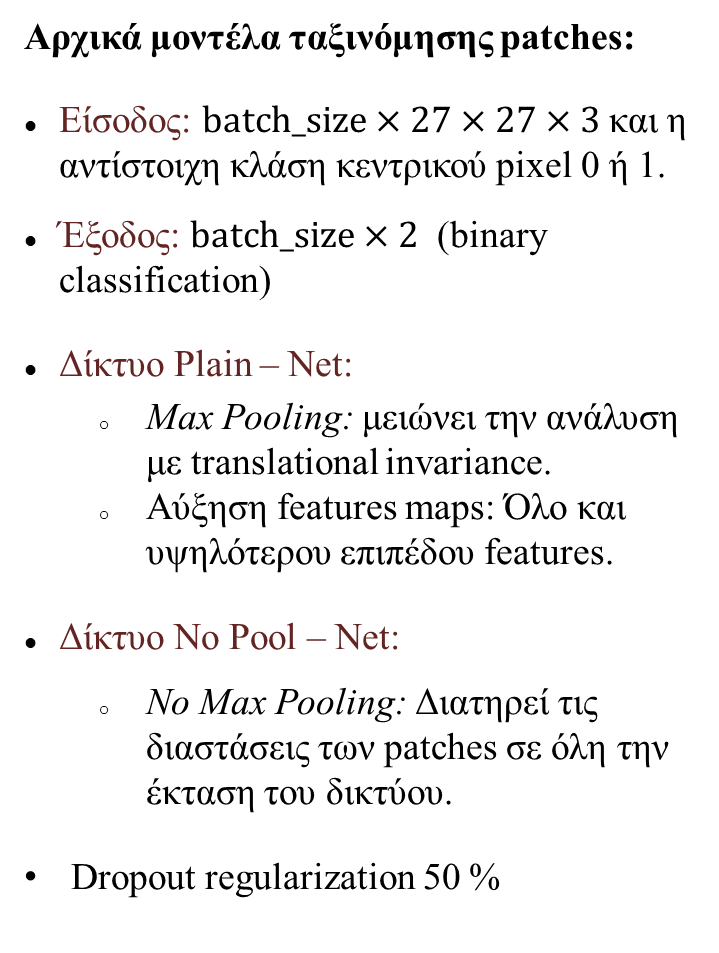 Αρχικά μοντέλα ταξινόμησης patches:
• Είσοδος: batch_size × 27 × 27 × 3 και η
αντίστοιχη κλάση κεντρικού pixel 0 ή 1.
• Έξοδος: batch_size × 2 (binary
classification)
• Δίκτυο Plain – Net:
○ Max Pooling: μειώνει την ανάλυση
με translational invariance.
○ Αύξηση features maps: Όλο και
υψηλότερου επιπέδου features.
• Δίκτυο No Pool – Net:
○ No Max Pooling: Διατηρεί τις
διαστάσεις των patches σε όλη την
έκταση του δικτύου.
• Dropout regularization 50 %